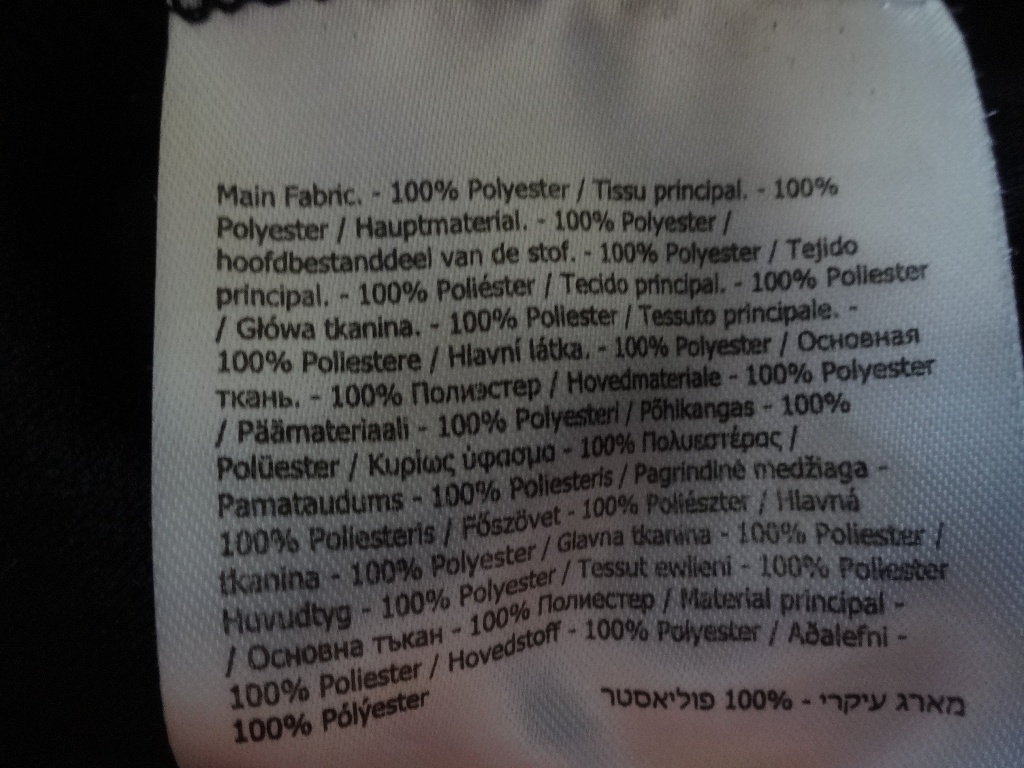 Main Fabric. - 100% Polyester / Tissu principal. - 100%
Polyester / Hauptmaterial. - 100% Polyester /
hoofdbestanddeel van de stof. - 100% Polyester / Tejido
principal. - 100% Poliéster / Tecido principal. - 100% Poliester
/ Główa tkanina. - 100% Poliester / Tessuto principale. -
100% Poliestere / Hlavní látka. - 100% Polyester / Основная
ткань. - 100% Полиэстер / Hovedmateriale - 100% Polyester
/ Päämateriaali - 100% Polyesteri / Põhikangas - 100%
Polüester / Κυρίως ύφασμα - 100% Πολυεστέρας /
Pamataudums - 100% Poliesteris / Pagrindinė medžiaga -
100% Poliesteris / Főszövet - 100% Poliészter / Hlavná
tkanina - 100% Polyester / Glavna tkanina - 100% Poliester /
Huvudtyg - 100% Polyester / Tessut ewlieni - 100% Poliester
/ Основна тъкан - 100% Полиестер / Material principal -
100% Poliester / Hovedstoff - 100% Polyester / Aðalefni -
100% Pólýester
מארג עיקרי - 100% פוליאסטר